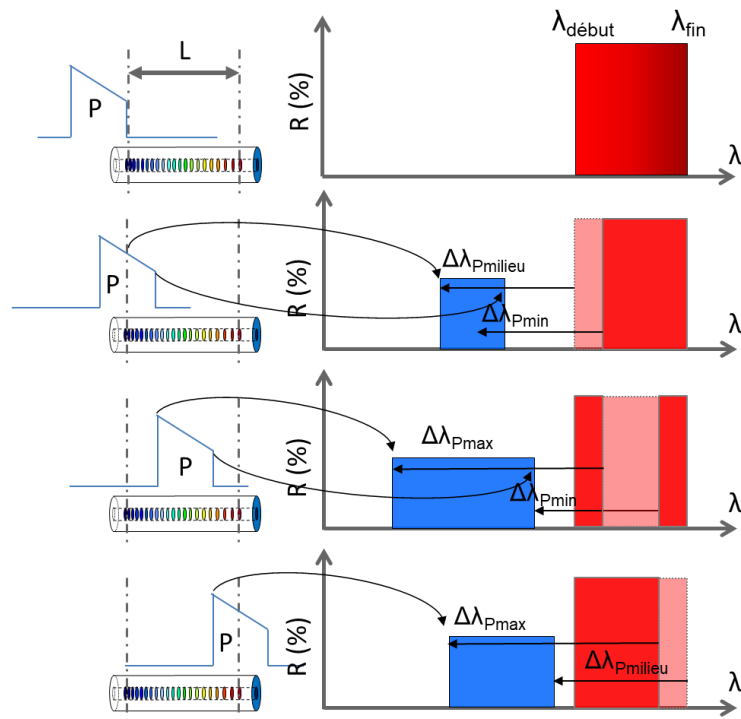 L
λdébut
λfin
P
R (%)
λ
ΔλPmilieu
P
R (%)
ΔλPmin
λ
ΔλPmax
P
R (%)
ΔλPmin
λ
ΔλPmax
P
R (%)
ΔλPmilieu
λ